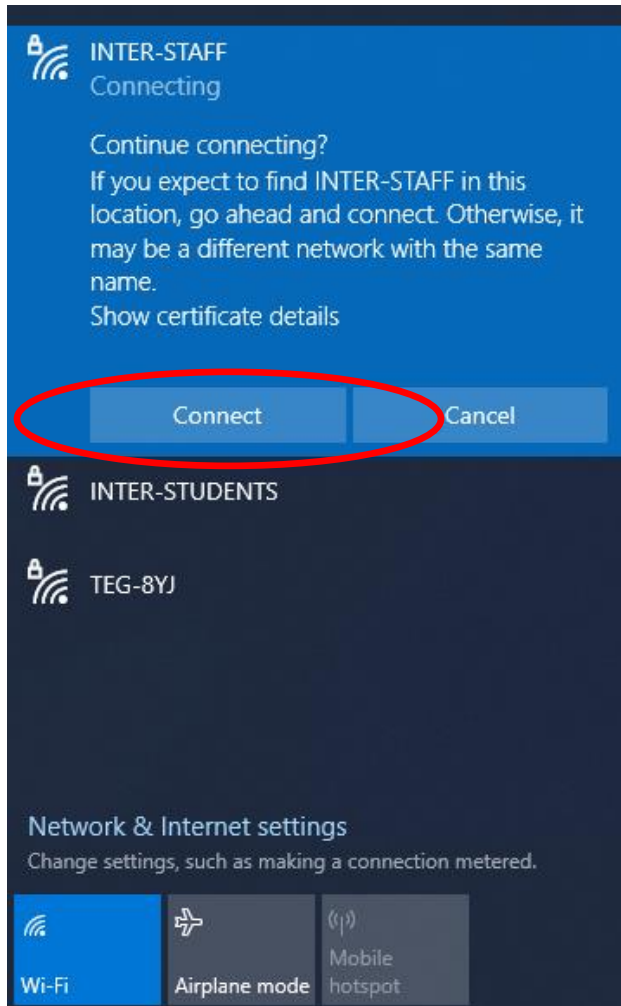 INTER-STAFF
Connecting
Continue connecting?
If you expect to find INTER-STAFF in this
location, go ahead and connect. Otherwise, it
may be a different network with the same
name.
Show certificate details
Connect
Cancel
INTER-STUDENTS
TEG-8YJ
Network & Internet settings
Change settings, such as making a connection metered.
Wi-Fi
Airplane mode
Mobile
hotspot